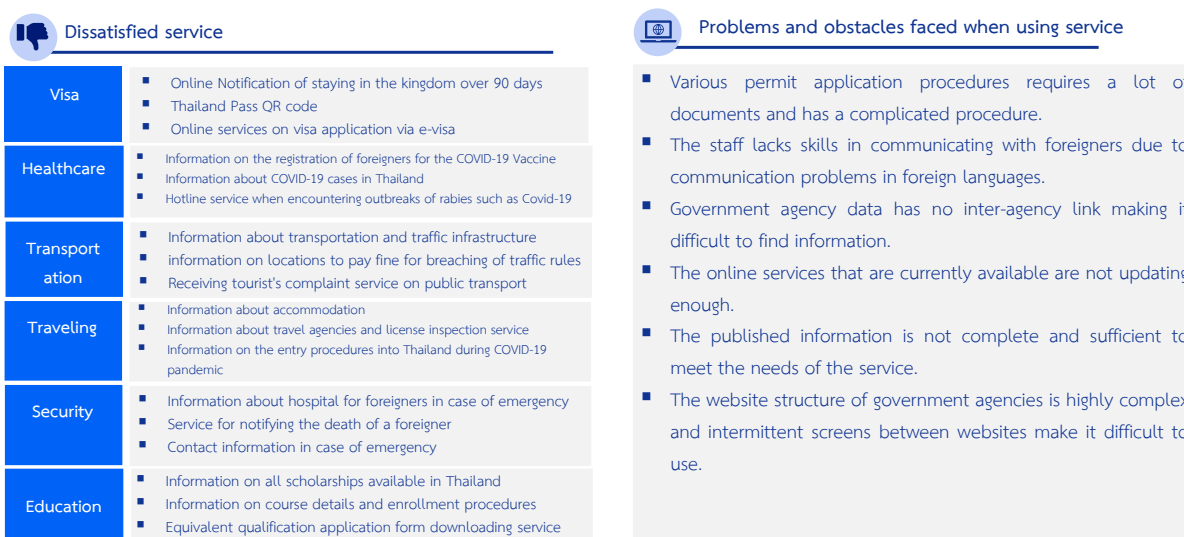 Dissatisfied service
Visa
▪ Online Notification of staying in the kingdom over 90 days
▪ Thailand Pass QR code
▪ Online services on visa application via e-visa
Healthcare
▪ Information on the registration of foreigners for the COVID-19 Vaccine
▪ Information about COVID-19 cases in Thailand
▪ Hotline service when encountering outbreaks of rabies such as Covid-19
Transport
ation
▪ Information about transportation and traffic infrastructure
▪ information on locations to pay fine for breaching of traffic rules
▪ Receiving tourist's complaint service on public transport
Traveling
▪ Information about accommodation
▪ Information about travel agencies and license inspection service
▪ Information on the entry procedures into Thailand during COVID-19
pandemic
Security
▪ Information about hospital for foreigners in case of emergency
▪ Service for notifying the death of a foreigner
▪ Contact information in case of emergency
Education
▪ Information on all scholarships available in Thailand
▪ Information on course details and enrollment procedures
▪ Equivalent qualification application form downloading service
Problems and obstacles faced when using service
▪ Various permit application procedures requires a lot of
documents and has a complicated procedure.
▪ The staff lacks skills in communicating with foreigners due to
communication problems in foreign languages.
▪ Government agency data has no inter-agency link making it
difficult to find information.
▪ The online services that are currently available are not updating
enough.
▪ The published information is not complete and sufficient to
meet the needs of the service.
▪ The website structure of government agencies is highly complex
and intermittent screens between websites make it difficult to
use.